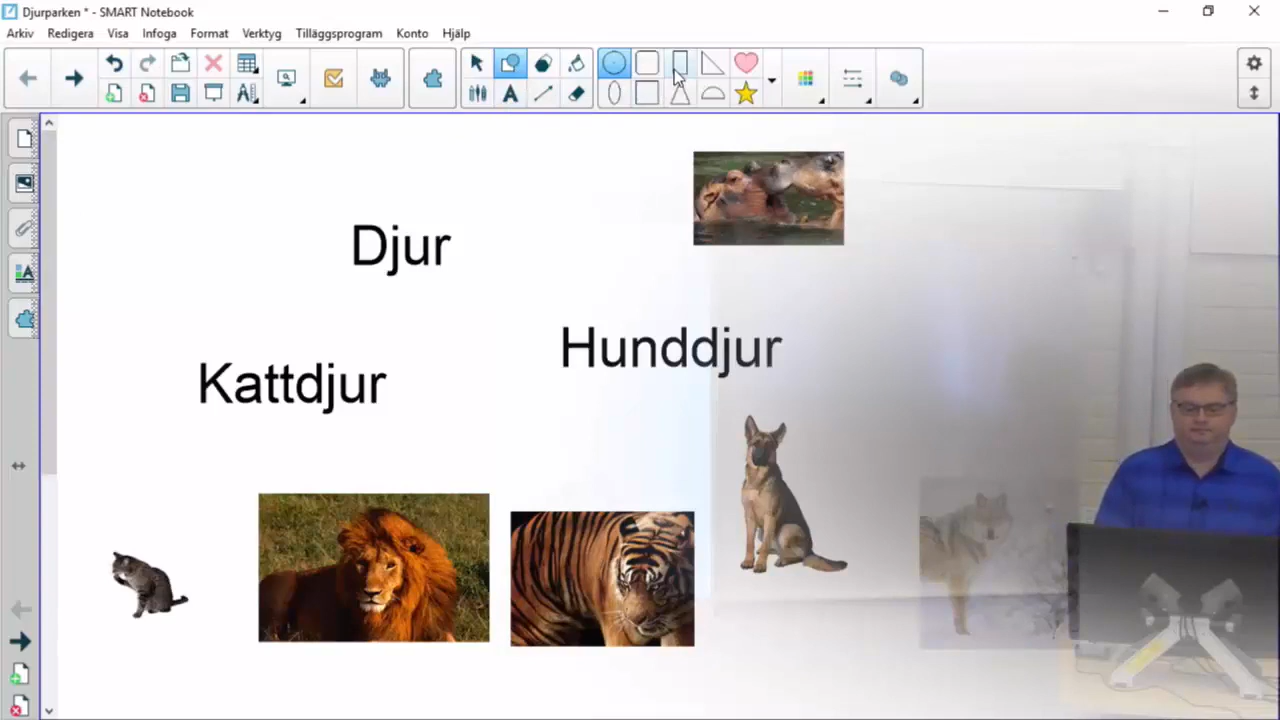 Djurparken * - SMART Notebook
Arkiv Redigera Visa Infoga Format Verktyg Tilläggsprogram Konto Hjälp
Djur
Hunddjur
Kattdjur